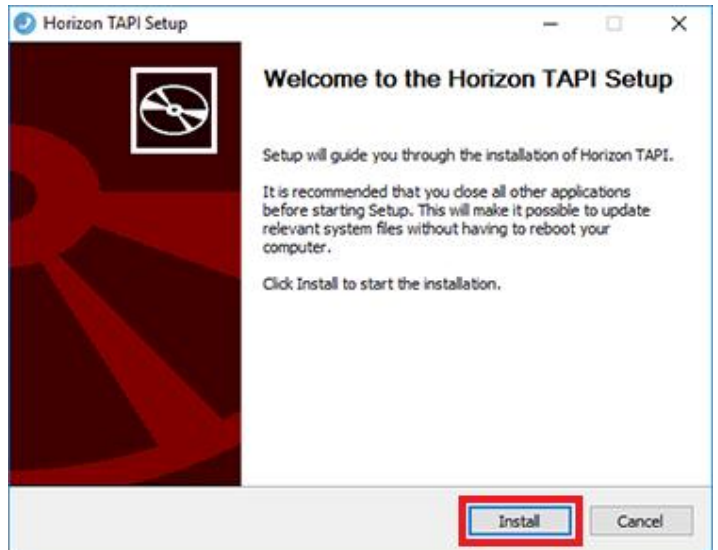 Horizon TAPI Setup
Welcome to the Horizon TAPI Setup
Setup will guide you through the installation of Horizon TAPI.
It is recommended that you close all other applications
before starting Setup. This will make it possible to update
relevant system files without having to reboot your
computer.
Click Install to start the installation.
Install
Cancel